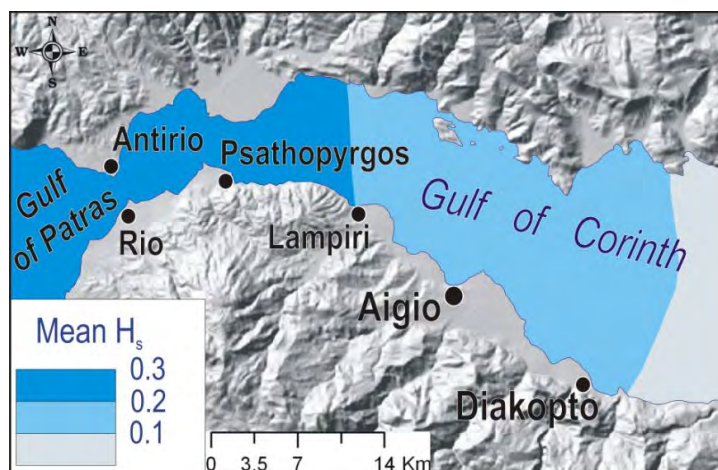 N
W E
S
Antirio
Psathopyrgos
Gulf
of Patras
Rio
Lampiri
Gulf of Corinth
Aigio
Diakopto
Mean Hs
0.3
0.2
0.1
0 3.5 7 14 Km